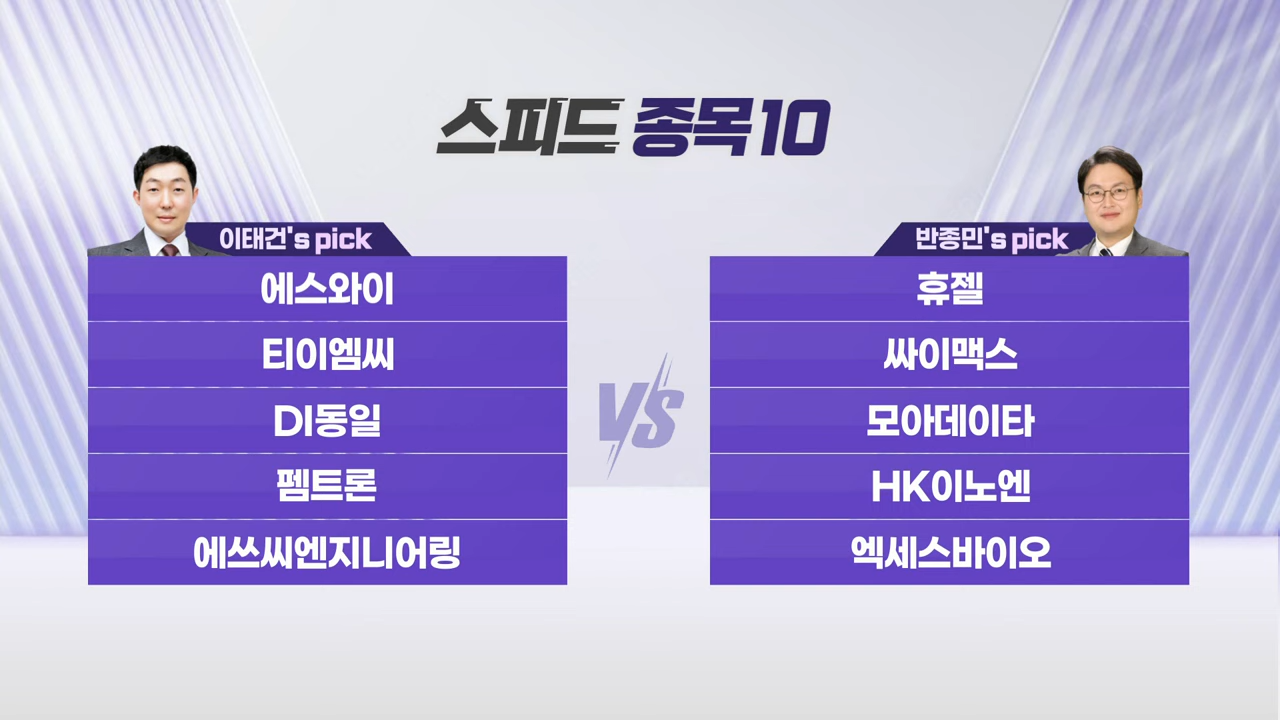 스피드 종목10
이태건's pick
에스와이
티이엠씨
DI동일
펨트론
에쓰씨엔지니어링
VS
반종민's pick
휴젤
싸이맥스
모아데이타
HK이노엔
엑세스바이오